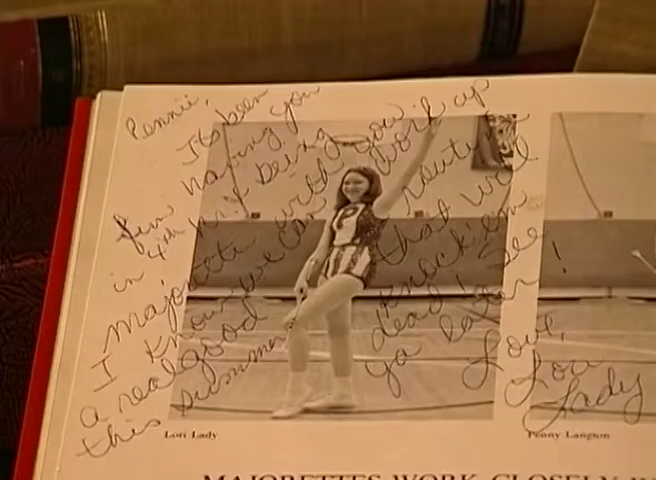 Pennie,
Its been
fun having you
in 4th hr. & being
majorette with you
I know we can work up
a real good routine
this summer that will
knock'em
dead! See
ya later!
Love,
Lori Lady
Lori Lady
Penny Langton
MAJORETTES WORK CLOSELY